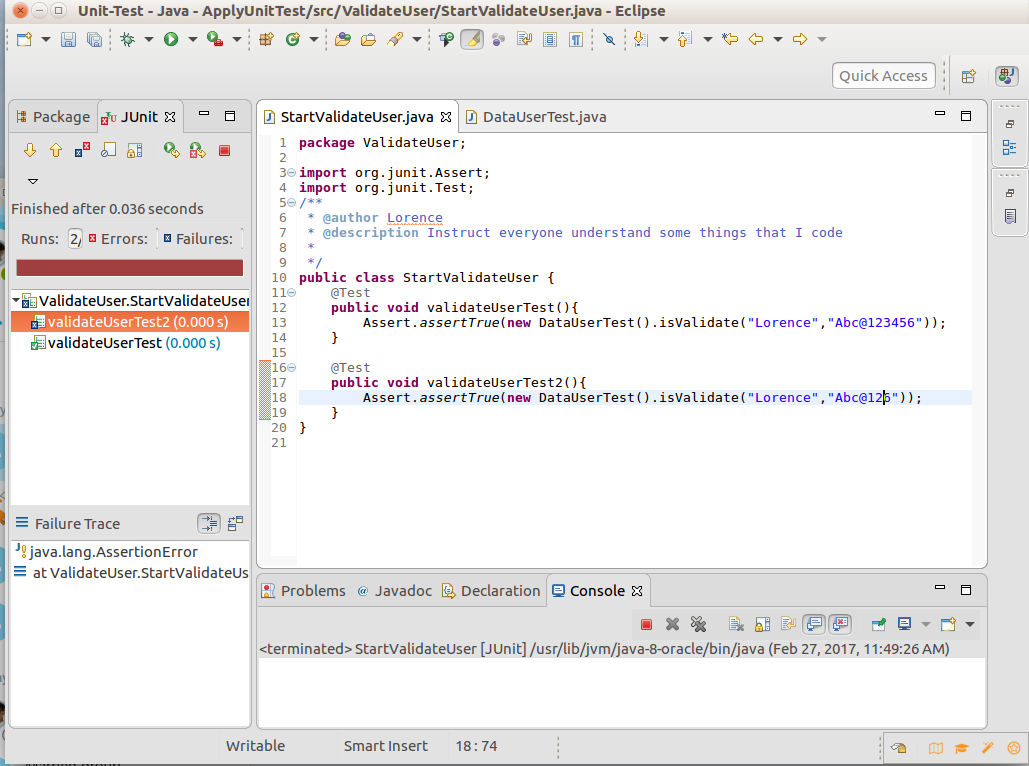 Unit-Test - Java - ApplyUnitTest/src/ValidateUser/StartValidateUser.java - Eclipse
Quick Access
Package JUnit
StartValidateUser.java DataUserTest.java
Finished after 0.036 seconds
Runs: 2/ Errors: Failures:
ValidateUser.StartValidateUser
validateUserTest2 (0.000 s)
validateUserTest (0.000 s)
1 package ValidateUser;
2
3 import org.junit.Assert;
4 import org.junit.Test;
5 /**
6 * @author Lorence
7 * @description Instruct everyone understand some things that I code
8 *
9 */
10 public class StartValidateUser {
11 @Test
12 public void validateUserTest(){
13 Assert.assertTrue(new DataUserTest().isValidate("Lorence","Abc@123456"));
14 }
15
16 @Test
17 public void validateUserTest2(){
18 Assert.assertTrue(new DataUserTest().isValidate("Lorence","Abc@126"));
19 }
20 }
21
Failure Trace
java.lang.AssertionError
at ValidateUser.StartValidateUs
Problems @ Javadoc Declaration Console
<terminated> StartValidateUser [JUnit] /usr/lib/jvm/java-8-oracle/bin/java (Feb 27, 2017, 11:49:26 AM)
Writable Smart Insert 18 : 74